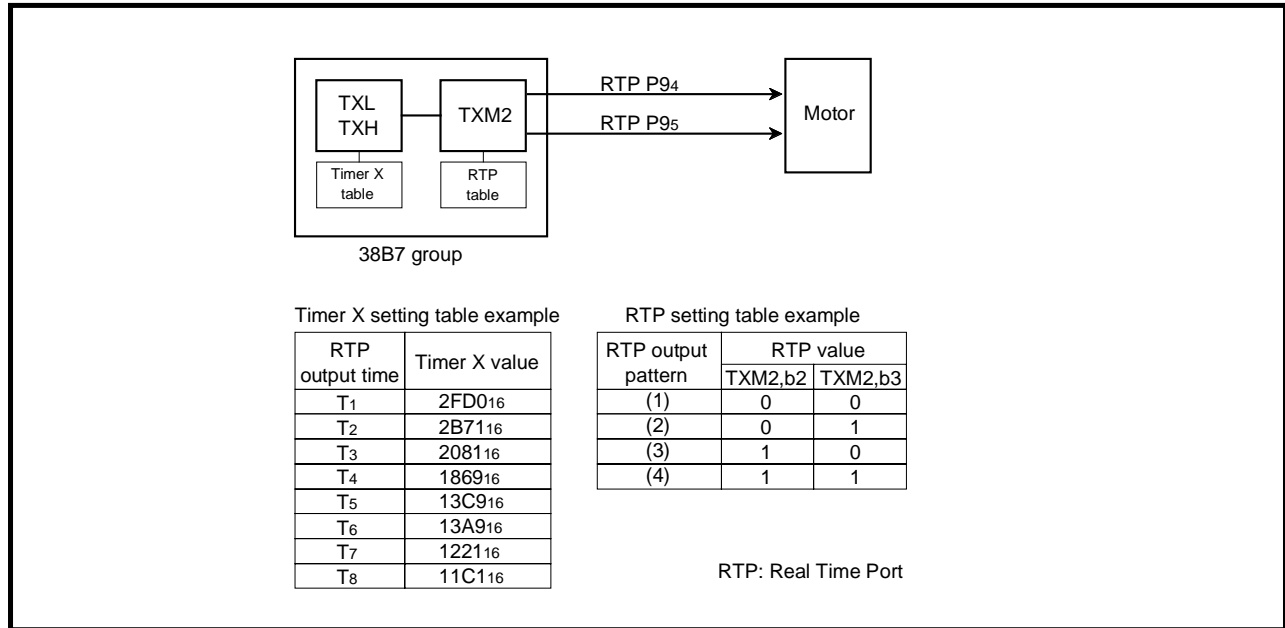 TXL
TXH
TXM2
RTP P94
RTP P95
Motor
Timer X
table
RTP
table
38B7 group
Timer X setting table example
RTP
output time
Timer X value
T1 2FD016
T2 2B7116
T3 208116
T4 186916
T5 13C916
T6 13A916
T7 122116
T8 11C116
RTP setting table example
RTP output
pattern
RTP value
TXM2,b2 TXM2,b3
(1) 0 0
(2) 0 1
(3) 1 0
(4) 1 1
RTP: Real Time Port